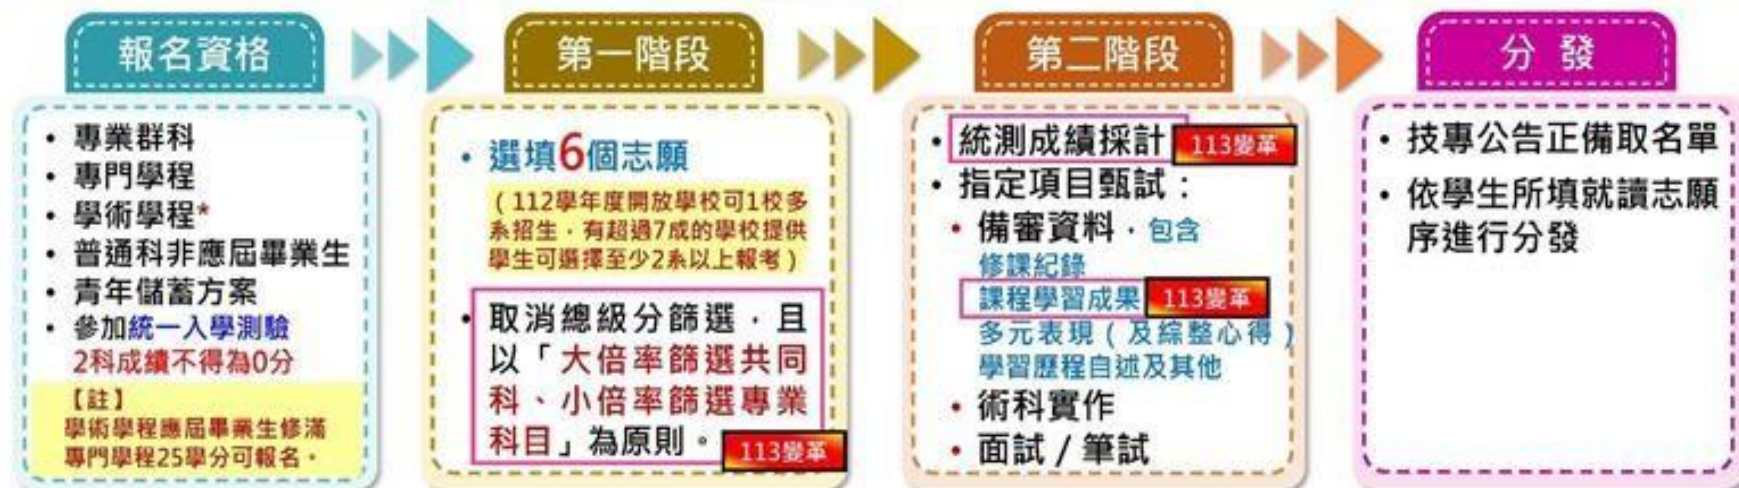 報名資格
• 專業群科
• 專門學程
• 學術學程*
• 普通科非應屆畢業生
• 青年儲蓄方案
• 參加統一入學測驗
2科成績不得為0分
【註】
學術學程應屆畢業生修滿
專門學程25學分可報名。
第一階段
• 選填6個志願
(112學年度開放學校可1校多
系招生，有超過7成的學校提供
學生可選擇至少2系以上報考)
• 取消總級分篩選，且
以「大倍率篩選共同
科、小倍率篩選專業
科目」為原則。
113變革
第二階段
• 統測成績採計 113變革
• 指定項目甄試：
• 備審資料，包含
修課紀錄
課程學習成果 113變革
多元表現(及綜整心得)
學習歷程自述及其他
• 術科實作
• 面試/筆試
分發
• 技專公告正備取名單
• 依學生所填就讀志願
序進行分發